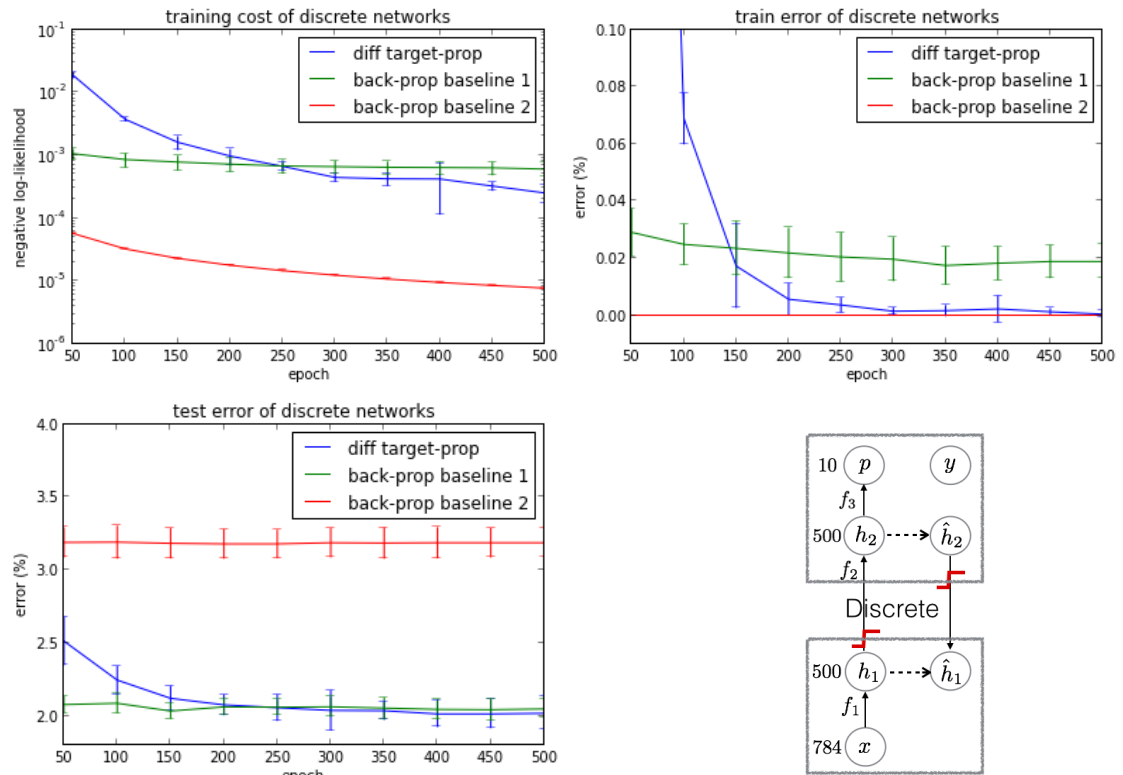 training cost of discrete networks
10^-1
10^-2
10^-3
10^-4
10^-5
10^-6
negative log-likelihood
diff target-prop
back-prop baseline 1
back-prop baseline 2
50 100 150 200 250 300 350 400 450 500
epoch
train error of discrete networks
0.10
0.08
0.06
0.04
0.02
0.00
error (%)
diff target-prop
back-prop baseline 1
back-prop baseline 2
50 100 150 200 250 300 350 400 450 500
epoch
test error of discrete networks
4.0
3.5
3.0
2.5
2.0
error (%)
diff target-prop
back-prop baseline 1
back-prop baseline 2
50 100 150 200 250 300 350 400 450 500
epoch
10 p y
f₃
500 h₂ ĥ₂
f₂
Discrete
500 h₁ ĥ₁
f₁
784 x